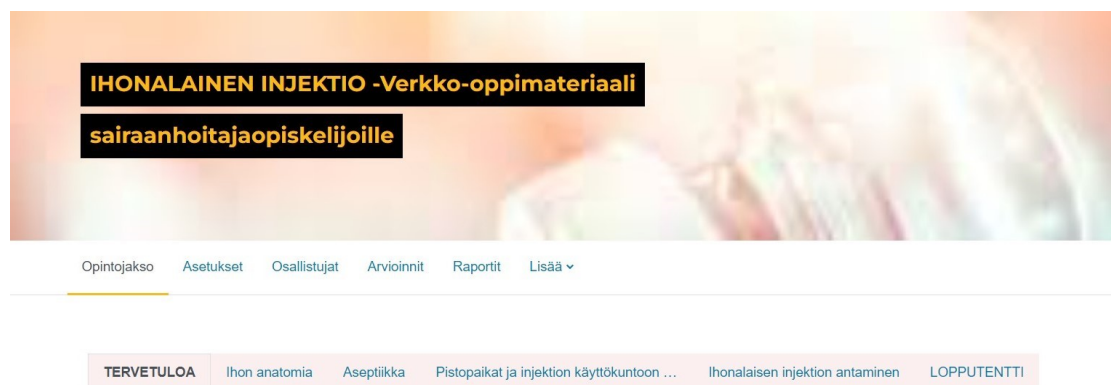 IHONALAINEN INJEKTIO -Verkko-oppimateriaali
sairaanhoitajaopiskelijoille
Opintojakso Asetukset Osallistujat Arvioinnit Raportit Lisää
TERVETULOA Ihon anatomia Aseptiikka Pistopaikat ja injektion käyttökuntoon ... Ihonalaisen injektion antaminen LOPPUTENTTI